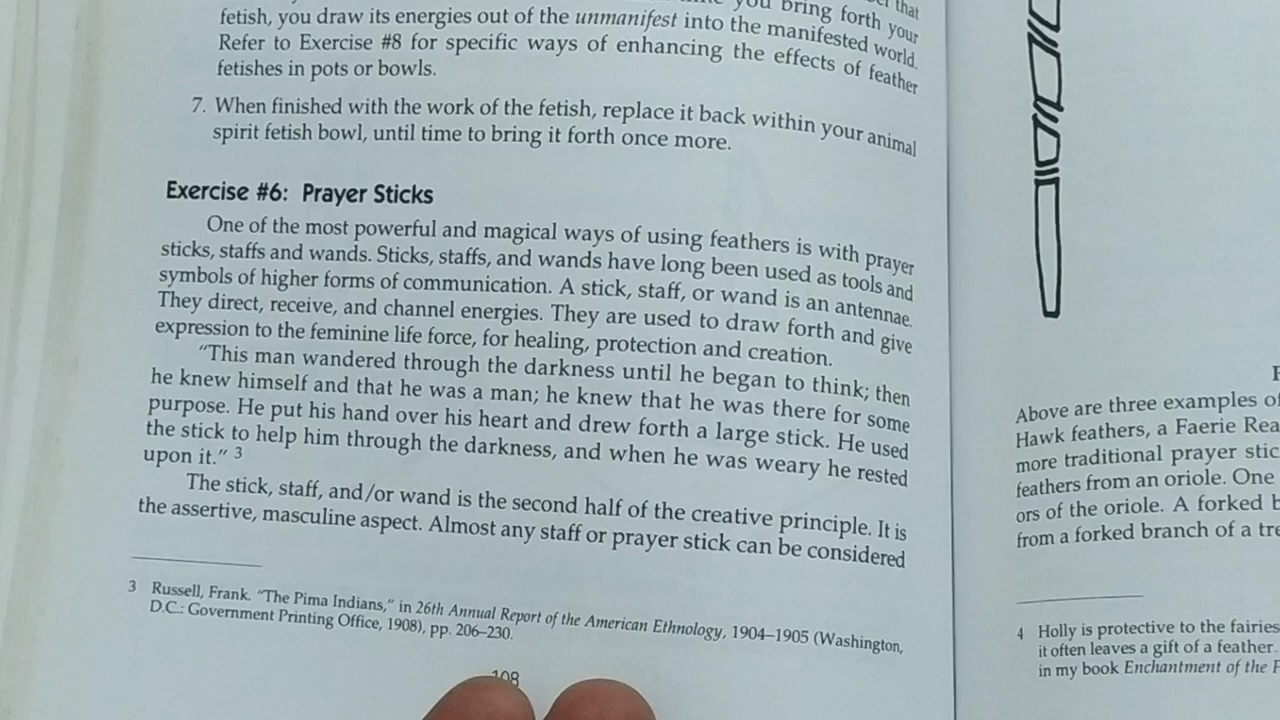 you bring forth your
fetish, you draw its energies out of the unmanifest into the manifested world.
Refer to Exercise #8 for specific ways of enhancing the effects of feather
fetishes in pots or bowls.
7. When finished with the work of the fetish, replace it back within your animal
spirit fetish bowl, until time to bring it forth once more.
Exercise #6: Prayer Sticks
One of the most powerful and magical ways of using feathers is with prayer
sticks, staffs and wands. Sticks, staffs, and wands have long been used as tools and
symbols of higher forms of communication. A stick, staff, or wand is an antennae.
They direct, receive, and channel energies. They are used to draw forth and give
expression to the feminine life force, for healing, protection and creation.
"This man wandered through the darkness until he began to think; then
he knew himself and that he was a man; he knew that he was there for some
purpose. He put his hand over his heart and drew forth a large stick. He used
the stick to help him through the darkness, and when he was weary he rested
upon it." 3
The stick, staff, and/or wand is the second half of the creative principle. It is
the assertive, masculine aspect. Almost any staff or prayer stick can be considered
3 Russell, Frank. "The Pima Indians," in 26th Annual Report of the American Ethnology, 1904–1905 (Washington,
D.C.: Government Printing Office, 1908), pp. 206–230.
108
Above are three examples of
Hawk feathers, a Faerie
more traditional prayer
feathers from an oriole. One
ors of the oriole. A forked
from a forked branch of a
4 Holly is protective to the fairies
it often leaves a gift of a feather.
in my book Enchantment of the